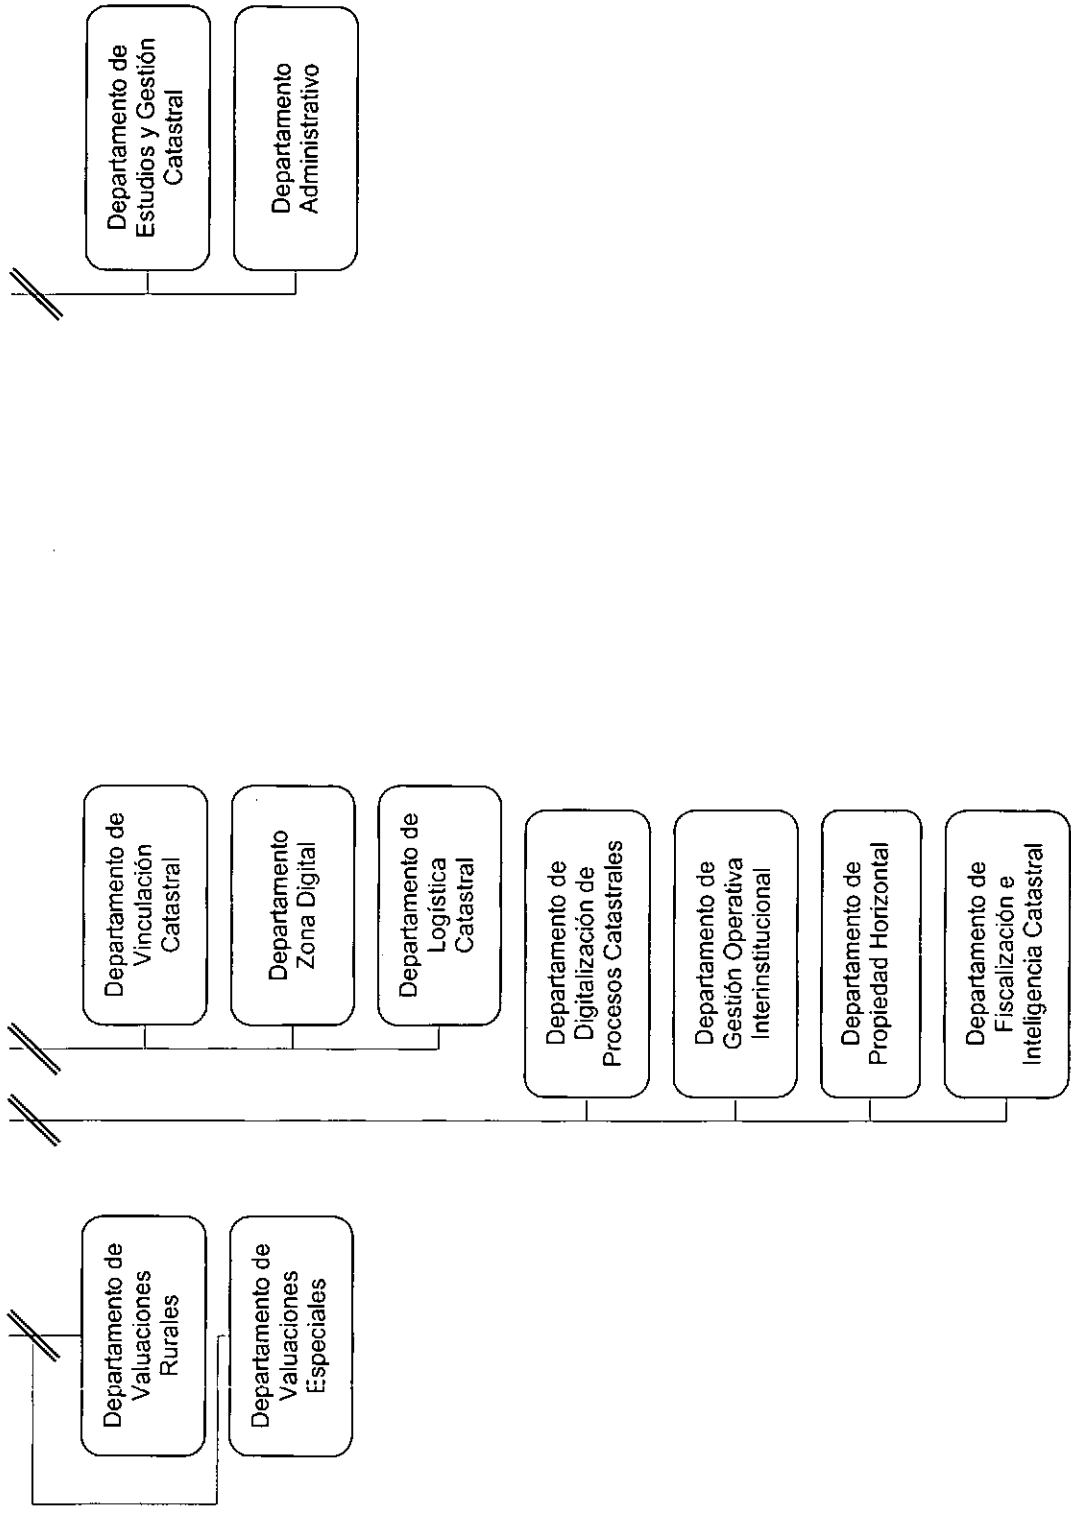 Departamento de
Valuaciones
Rurales
Departamento de
Valuaciones
Especiales
Departamento de
Vinculación
Catastral
Departamento
Zona Digital
Departamento de
Logística
Catastral
Departamento de
Digitalización de
Procesos Catastrales
Departamento de
Gestión Operativa
Interinstitucional
Departamento de
Propiedad Horizontal
Departamento de
Fiscalización e
Inteligencia Catastral
Departamento de
Estudios y Gestión
Catastral
Departamento
Administrativo